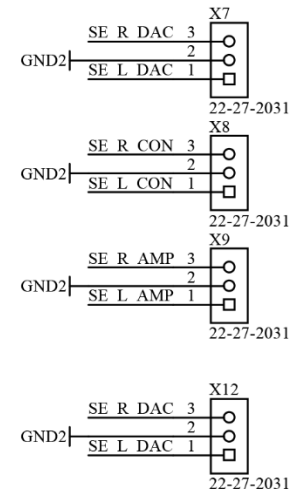 X7
SE R DAC 3
GND2 2
SE L DAC 1
22-27-2031
X8
SE R CON 3
GND2 2
SE L CON 1
22-27-2031
X9
SE R AMP 3
GND2 2
SE L AMP 1
22-27-2031
X12
SE R DAC 3
GND2 2
SE L DAC 1
22-27-2031